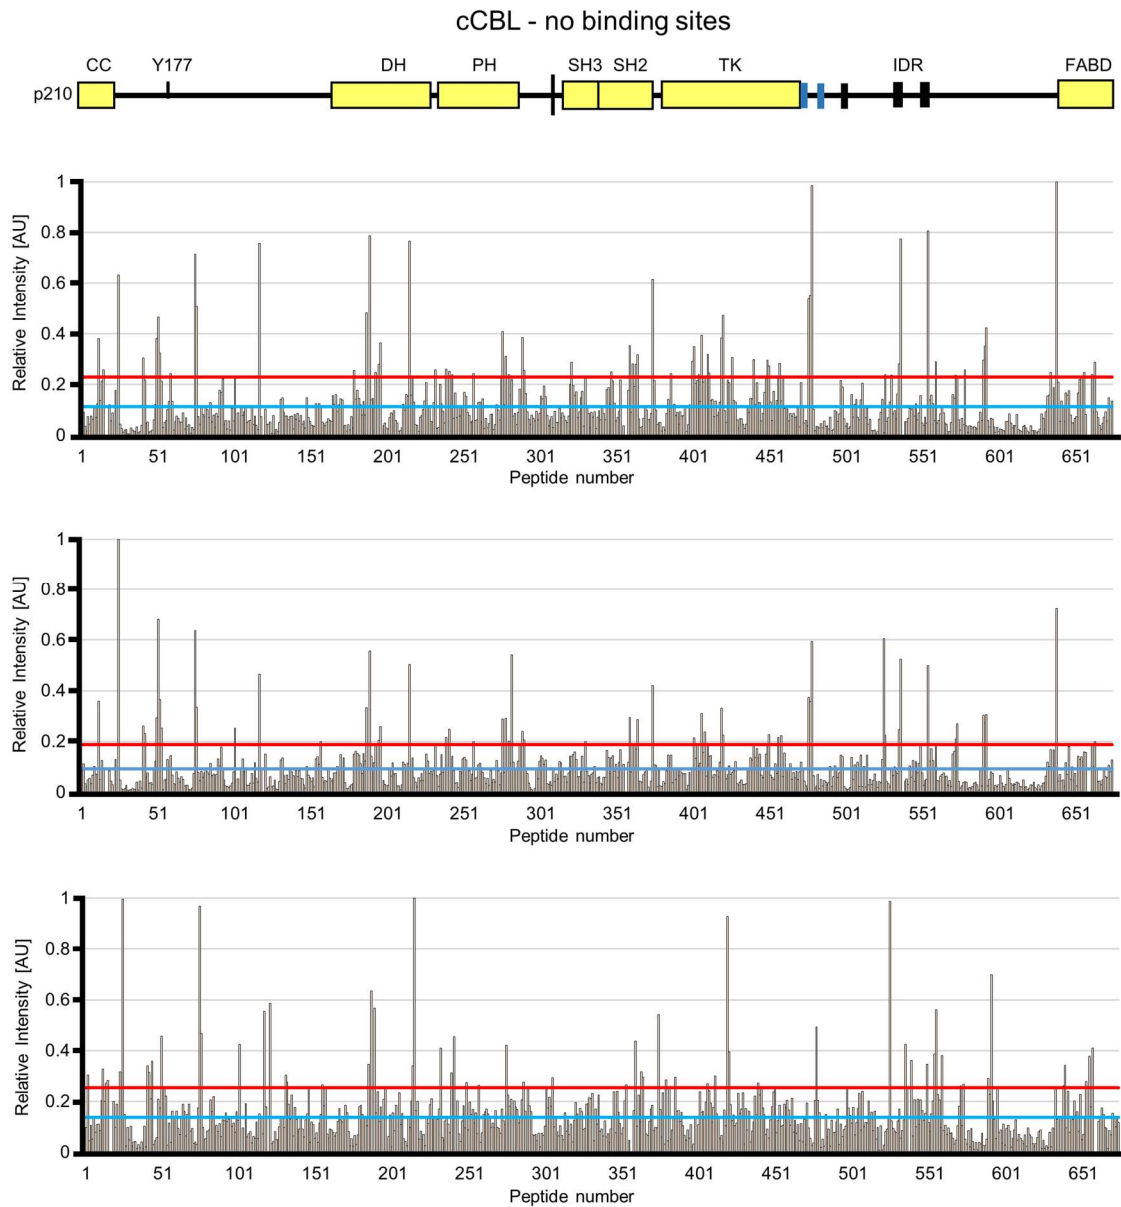 cCBL - no binding sites
CC Y177 DH PH SH3 SH2 TK IDR FABD
p210
Relative Intensity [AU]
1
0.8
0.6
0.4
0.2
0
1 51 101 151 201 251 301 351 401 451 501 551 601 651
Peptide number
Relative Intensity [AU]
1
0.8
0.6
0.4
0.2
0
1 51 101 151 201 251 301 351 401 451 501 551 601 651
Peptide number
Relative Intensity [AU]
1
0.8
0.6
0.4
0.2
0
1 51 101 151 201 251 301 351 401 451 501 551 601 651
Peptide number